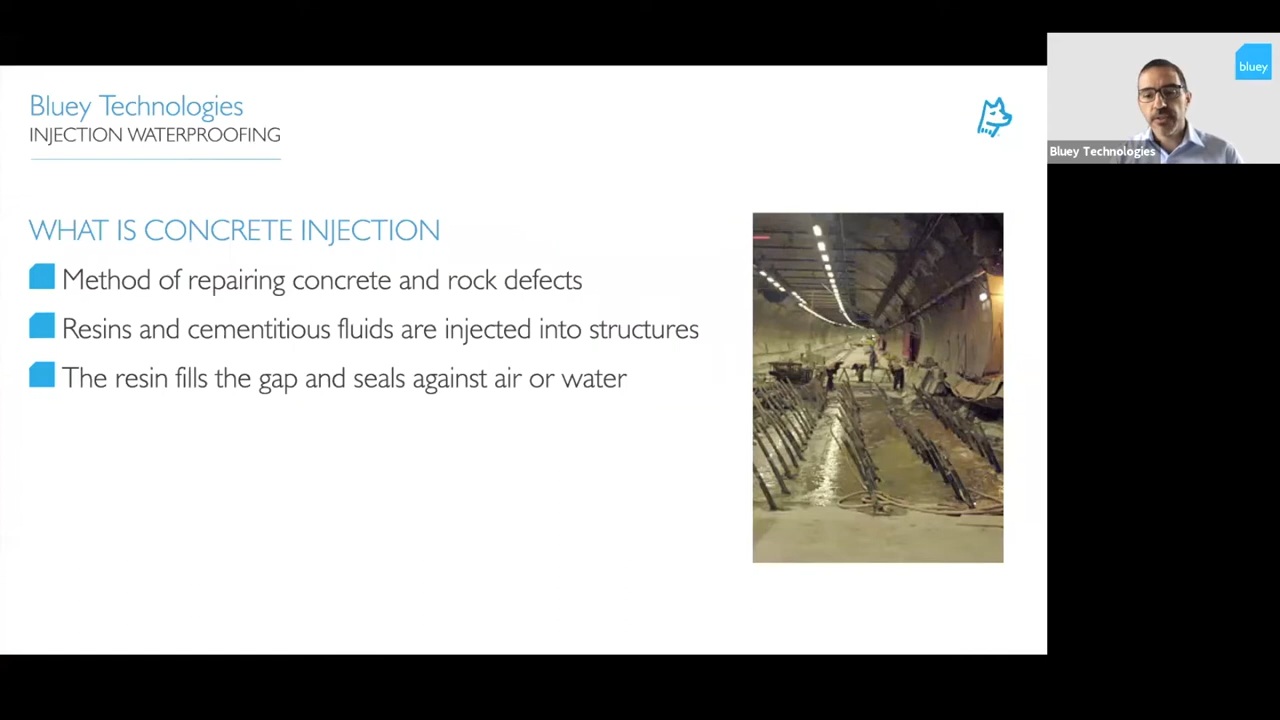 Bluey Technologies
INJECTION WATERPROOFING
WHAT IS CONCRETE INJECTION
Method of repairing concrete and rock defects
Resins and cementitious fluids are injected into structures
The resin fills the gap and seals against air or water
bluey
Bluey Technologies